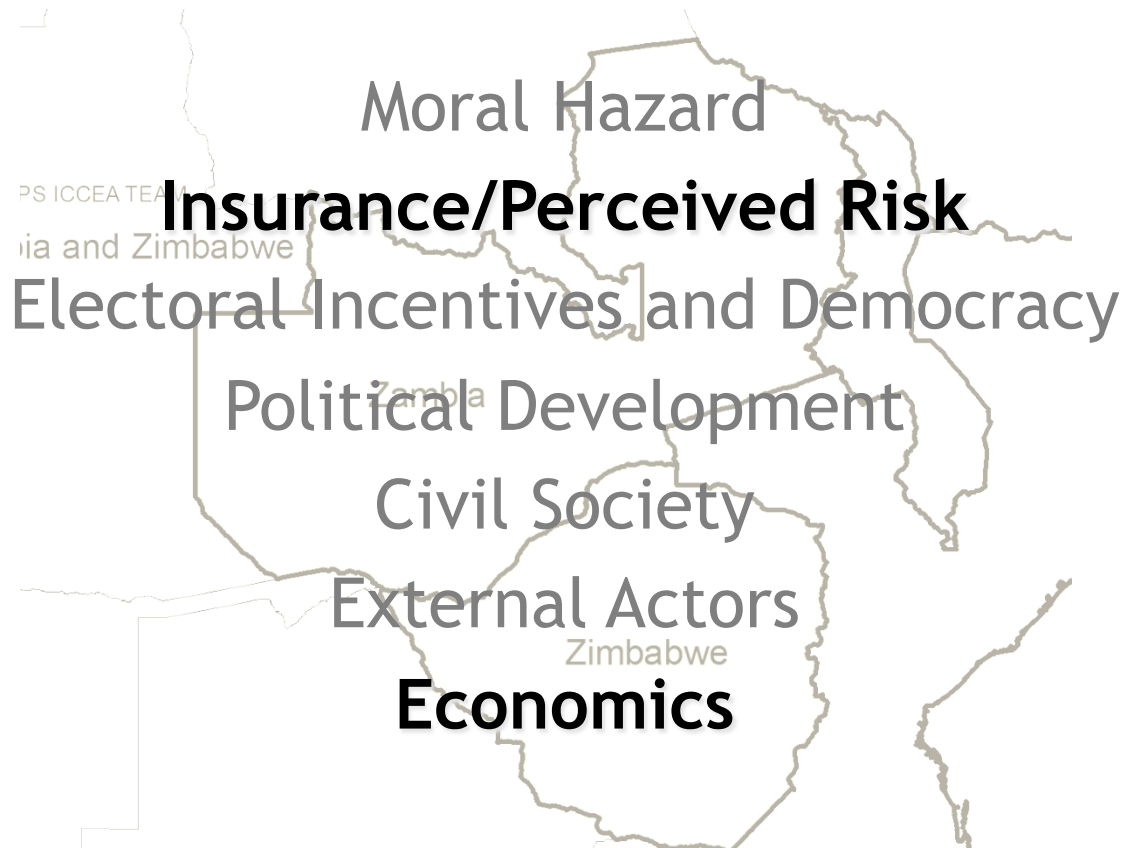 Moral Hazard
PS ICCEA TEAM
Insurance/Perceived Risk
ia and Zimbabwe
Electoral Incentives and Democracy
Zambia
Political Development
Civil Society
External Actors
Zimbabwe
Economics